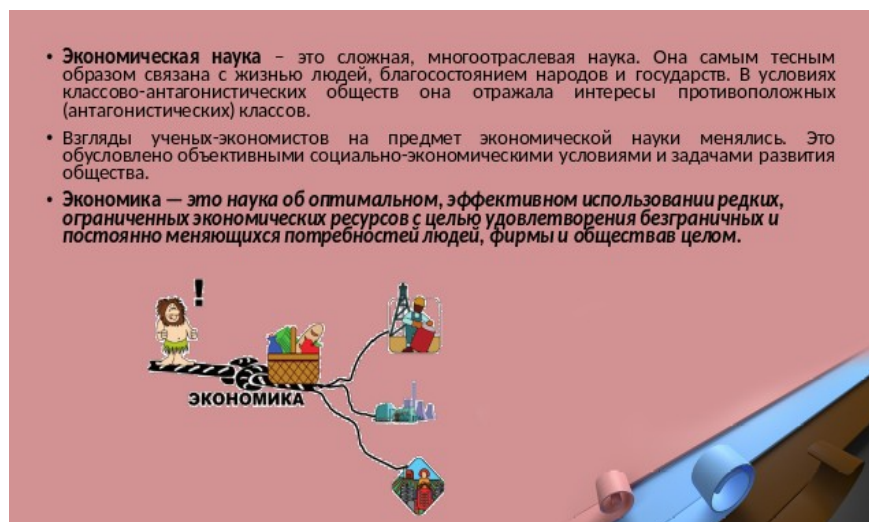 • Экономическая наука – это сложная, многоотраслевая наука. Она самым тесным
образом связана с жизнью людей, благосостоянием народов и государств. В условиях
классово-антагонистических обществ она отражала интересы противоположных
(антагонистических) классов.
• Взгляды ученых-экономистов на предмет экономической науки менялись. Это
обусловлено объективными социально-экономическими условиями и задачами развития
общества.
• Экономика — это наука об оптимальном, эффективном использовании редких,
ограниченных экономических ресурсов с целью удовлетворения безграничных и
постоянно меняющихся потребностей людей, фирмы и обществав целом.
!
ЭКОНОМИКА